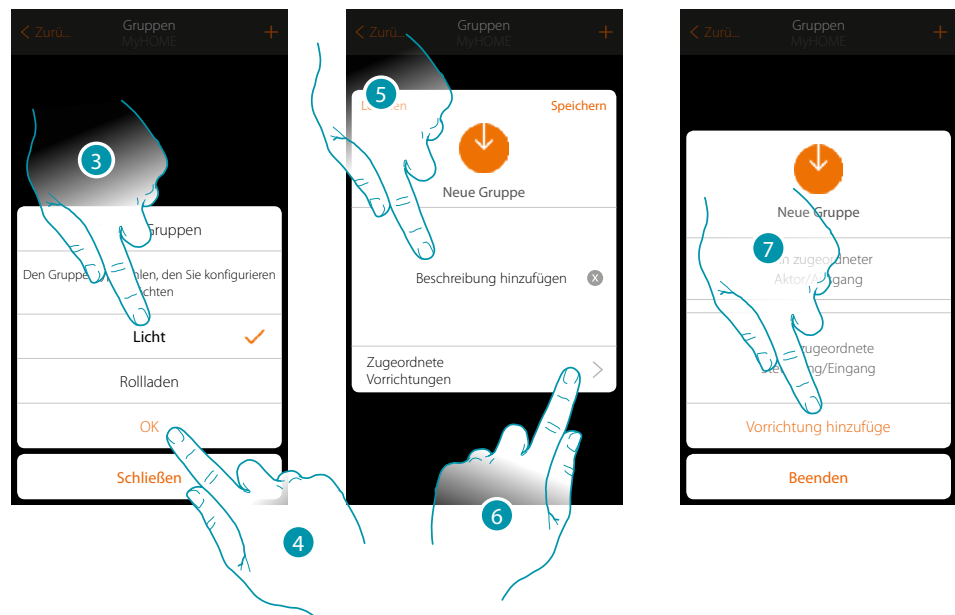 < Zurü...
Gruppen
MyHOME
+
3
Gruppen
Den Gruppe hlen, den Sie konfigurieren
chten
Licht
Rollladen
OK
Schließen
4
< Zurü...
Gruppen
MyHOME
+
5
Speichern
Neue Gruppe
Beschreibung hinzufügen
X
Zugeordnete
Vorrichtungen
6
< Zurü...
Gruppen
MyHOME
+
Neue Gruppe
7
zugeordneter
Aktor/A gang
zugeordnete
ng/Eingang
Vorrichtung hinzufüge
Beenden